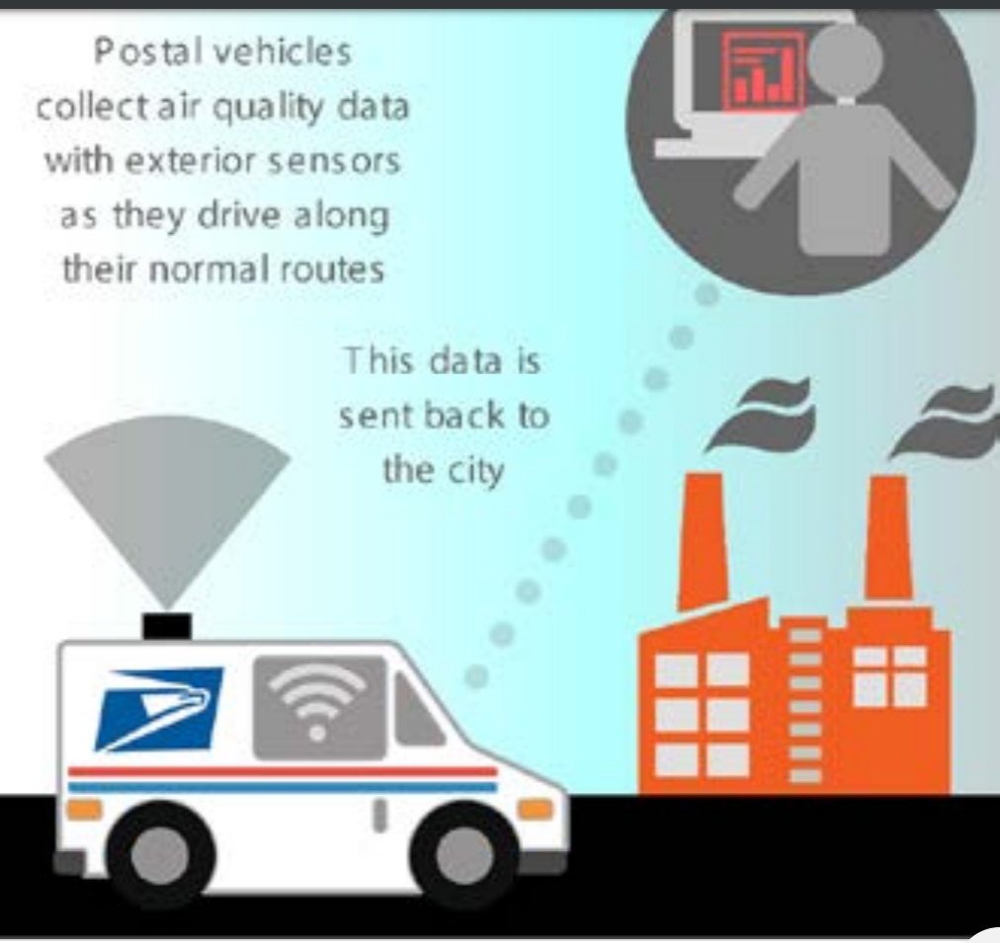 Postal vehicles
collect air quality data
with exterior sensors
as they drive along
their normal routes
This data is
sent back to
the city